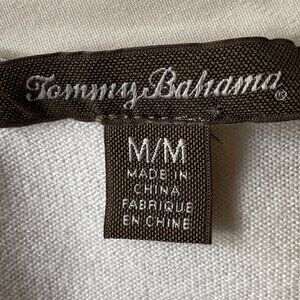 Tommy Bahama®
M/M
MADE IN
CHINA
FABRIQUE
EN CHINE